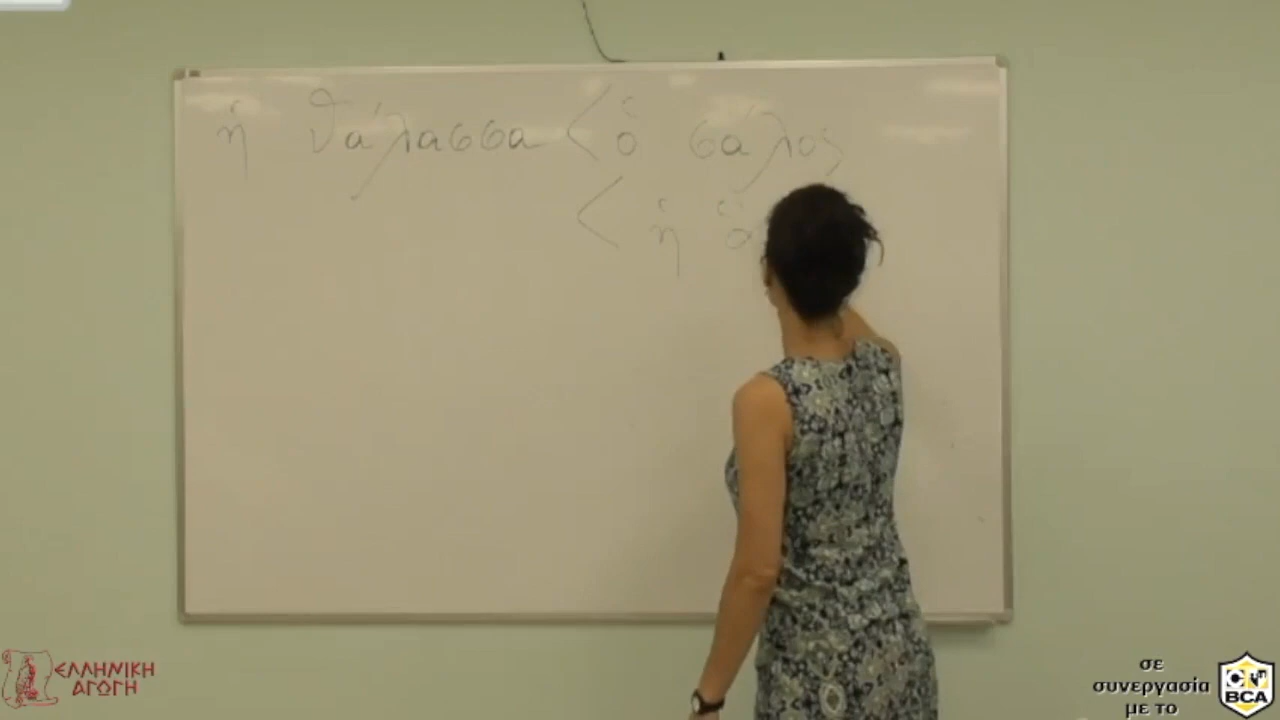 ἡ θάλασσα < ὁ σάλος
< ἡ
ΕΛΛΗΝΙΚΗ
ΑΓΩΓΗ
σε
συνεργασία
με το
BCA